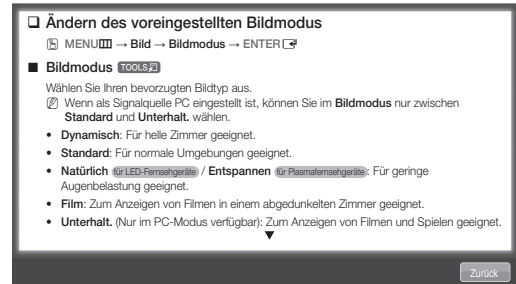 ❑ Ändern des voreingestellten Bildmodus
MENU → Bild → Bildmodus → ENTER
■ Bildmodus TOOLS
Wählen Sie Ihren bevorzugten Bildtyp aus.
Wenn als Signalquelle PC eingestellt ist, können Sie im Bildmodus nur zwischen
Standard und Unterhalt. wählen.
• Dynamisch: Für helle Zimmer geeignet.
• Standard: Für normale Umgebungen geeignet.
• Natürlich für LED-Fernsehgeräte / Entspannen für Plasmafernsehgeräte: Für geringe
Augenbelastung geeignet.
• Film: Zum Anzeigen von Filmen in einem abgedunkelten Zimmer geeignet.
• Unterhalt. (Nur im PC-Modus verfügbar): Zum Anzeigen von Filmen und Spielen geeignet.
▼
Zurück